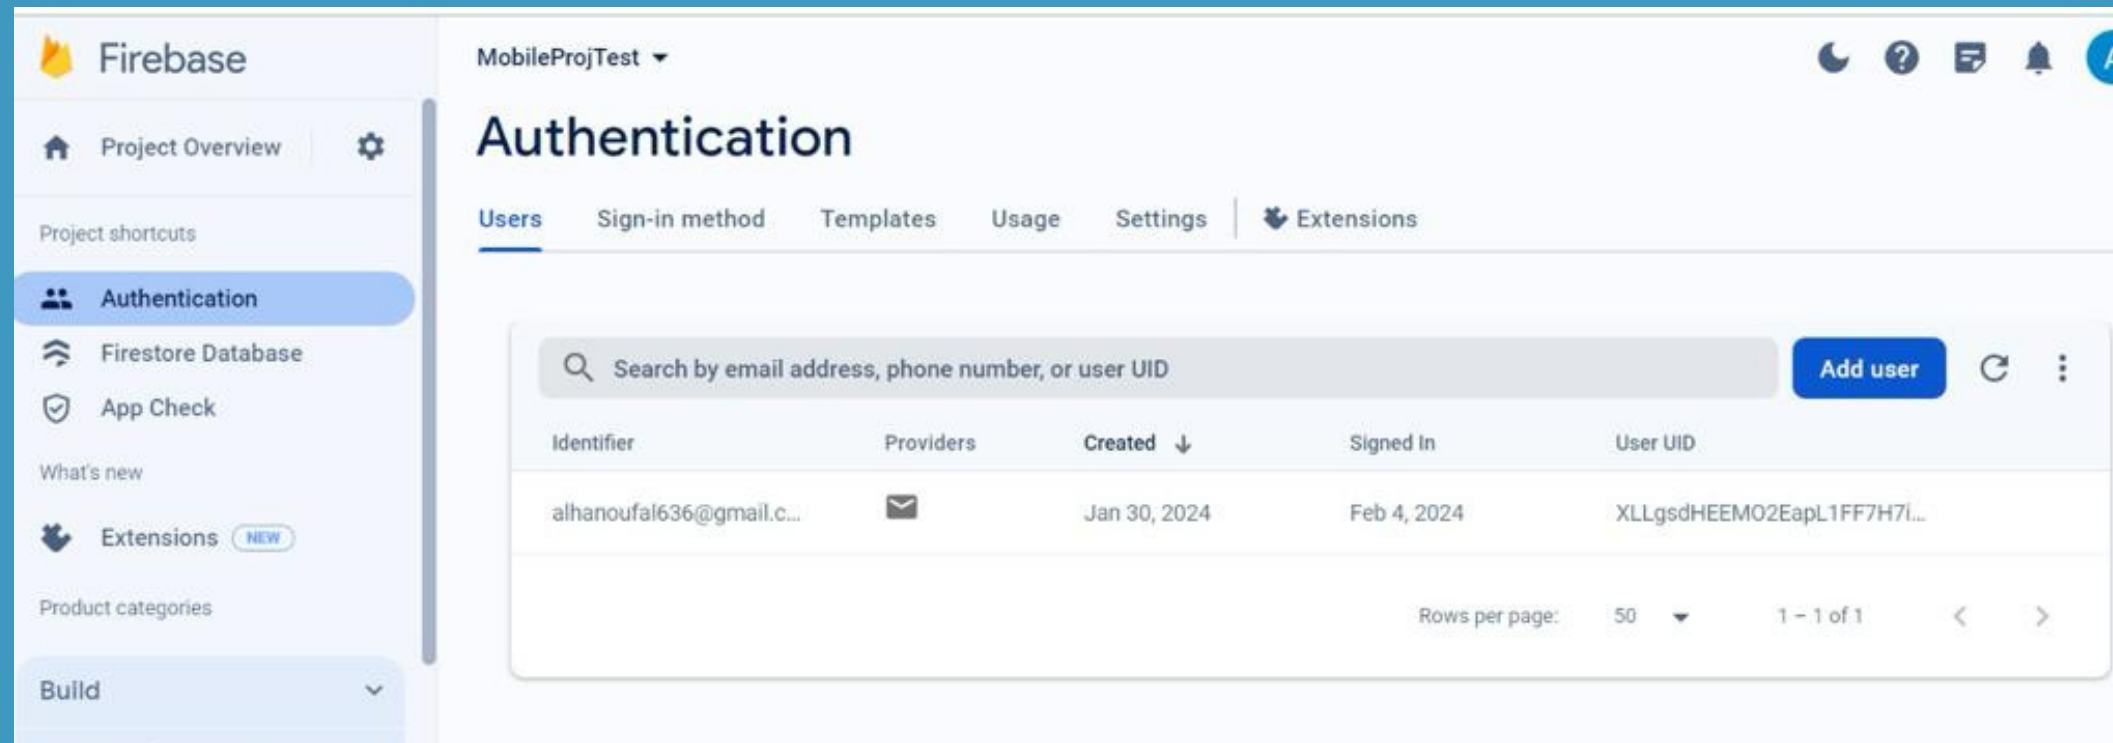 Firebase
Project Overview
Project shortcuts
Authentication
Firestore Database
App Check
What's new
Extensions NEW
Product categories
Build
MobileProjTest
A
Authentication
Users Sign-in method Templates Usage Settings Extensions
Search by email address, phone number, or user UID Add user
Identifier Providers Created Signed In User UID
alhanoufal636@gmail.c... Jan 30, 2024 Feb 4, 2024 XLLgsdHEEMO2EapL1FF7H7i...
Rows per page: 50 1 – 1 of 1